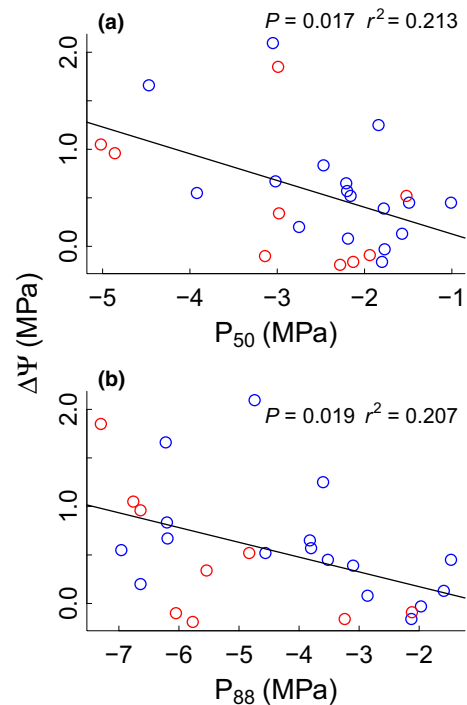 (a)
P = 0.017 r² = 0.213
2.0
1.0
0.0
−5 −4 −3 −2 −1
P₅₀ (MPa)
ΔΨ (MPa)
(b)
P = 0.019 r² = 0.207
2.0
1.0
0.0
−7 −6 −5 −4 −3 −2
P₈₈ (MPa)